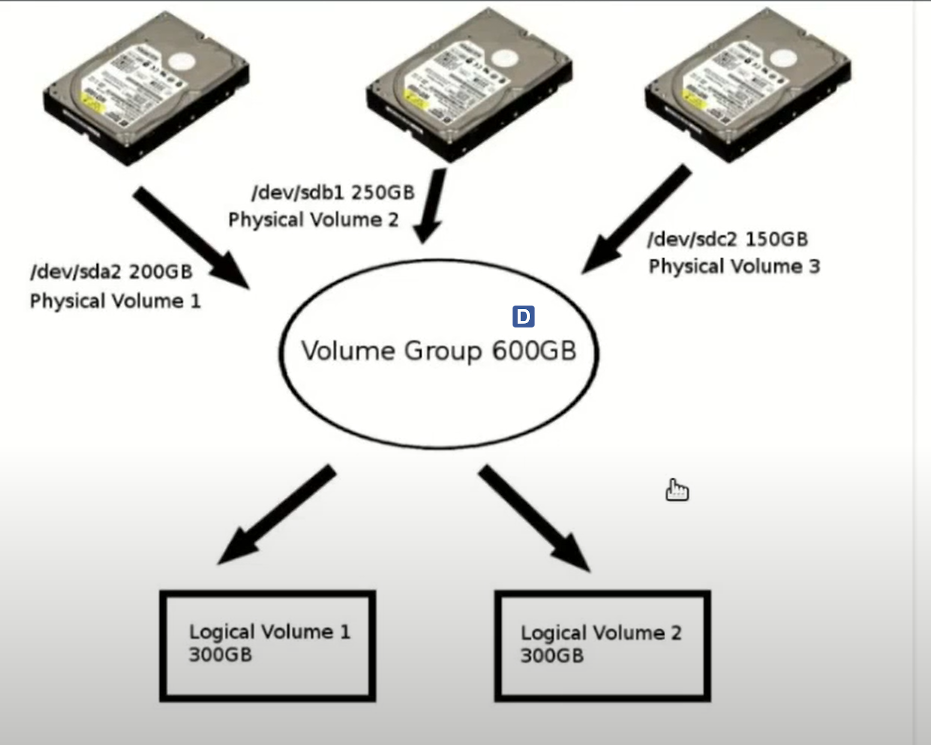 /dev/sdb1 250GB
Physical Volume 2
/dev/sdc2 150GB
Physical Volume 3
/dev/sda2 200GB
Physical Volume 1
D
Volume Group 600GB
Logical Volume 1
300GB
Logical Volume 2
300GB